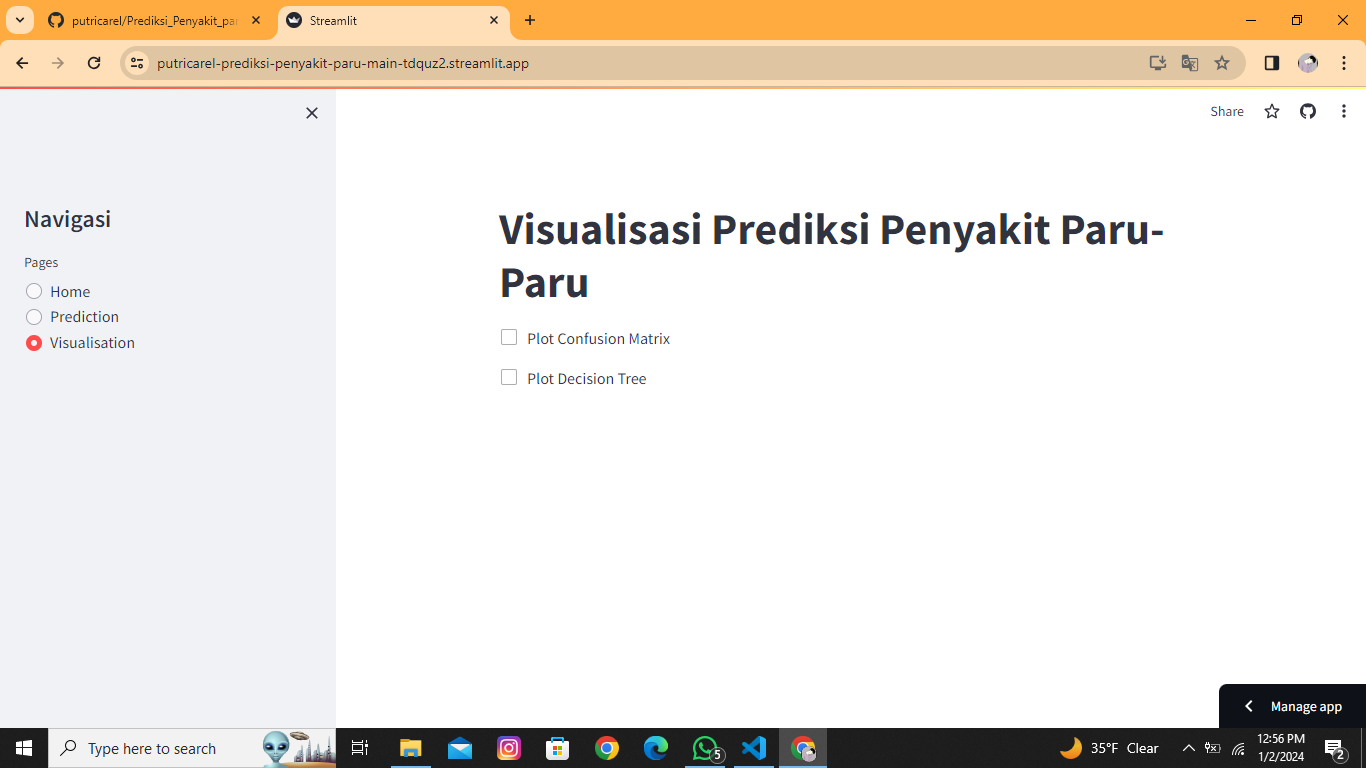 putricarel/Prediksi_Penyakit_pa
Streamlit
putricarel-prediksi-penyakit-paru-main-tdquz2.streamlit.app
Share
Navigasi
Pages
Home
Prediction
Visualisation
Visualisasi Prediksi Penyakit Paru-
Paru
Plot Confusion Matrix
Plot Decision Tree
Manage app
Type here to search
5
35°F Clear
12:56 PM
1/2/2024
2